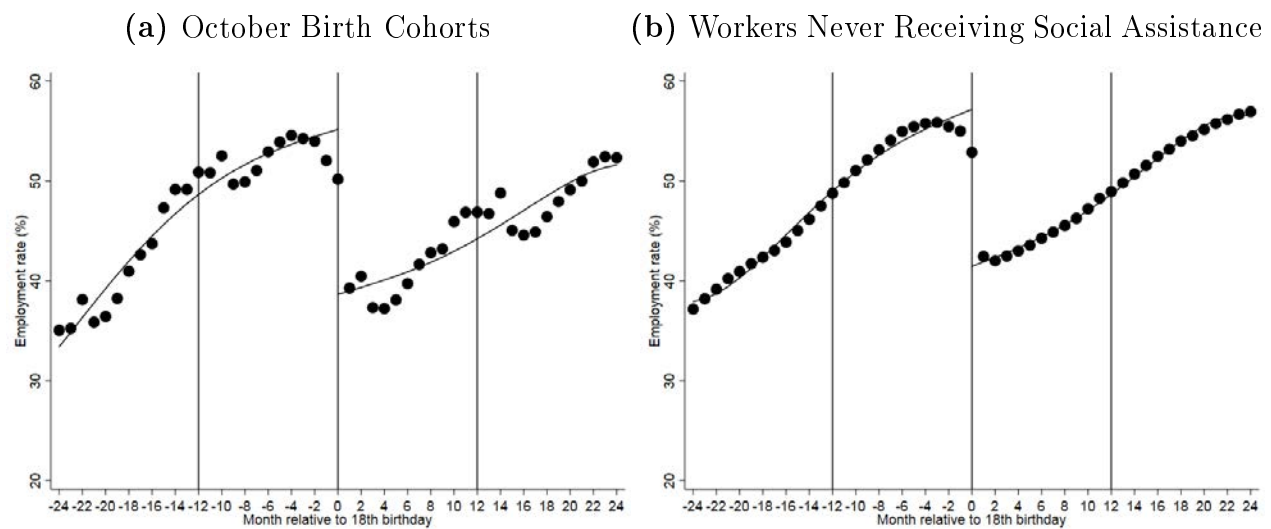 (a) October Birth Cohorts
60
50
40
30
20
Employment rate (%)
-24 -22 -20 -18 -16 -14 -12 -10 -8 -6 -4 -2 0 2 4 6 8 10 12 14 16 18 20 22 24
Month relative to 18th birthday
(b) Workers Never Receiving Social Assistance
60
50
40
30
20
Employment rate (%)
-24 -22 -20 -18 -16 -14 -12 -10 -8 -6 -4 -2 0 2 4 6 8 10 12 14 16 18 20 22 24
Month relative to 18th birthday